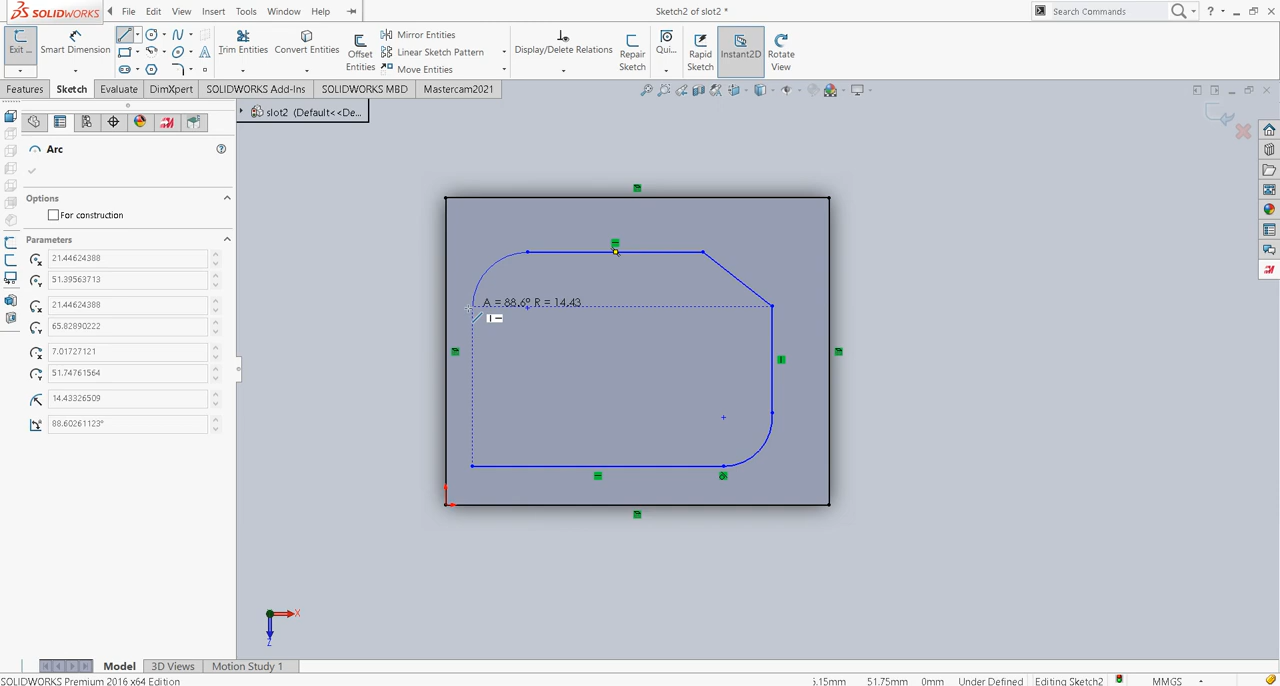 SOLIDWORKS
File Edit View Insert Tools Window Help
Sketch2 of slot2 *
Search Commands
?
Exit ...
Smart Dimension
Trim Entities
Convert Entities
Offset Entities
Mirror Entities
Linear Sketch Pattern
Move Entities
Display/Delete Relations
Repair Sketch
Qui...
Rapid Sketch
Instant2D
Rotate View
Features Sketch Evaluate DimXpert SOLIDWORKS Add-Ins SOLIDWORKS MBD Mastercam2021
slot2 (Default<<De...
Arc
Options
For construction
Parameters
21.44624388
51.39563713
21.44624388
65.82890222
7.01727121
51.74761564
14.43326509
88.60261123°
A = 88.6° R = 14.43
X
Z
Model 3D Views Motion Study 1
SOLIDWORKS Premium 2016 x64 Edition
51.75mm 0mm Under Defined Editing Sketch2 MMGS